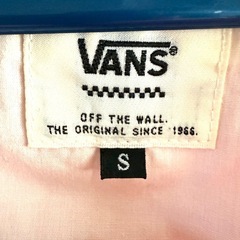 VANS®
OFF THE WALL.
THE ORIGINAL SINCE 1966.
S